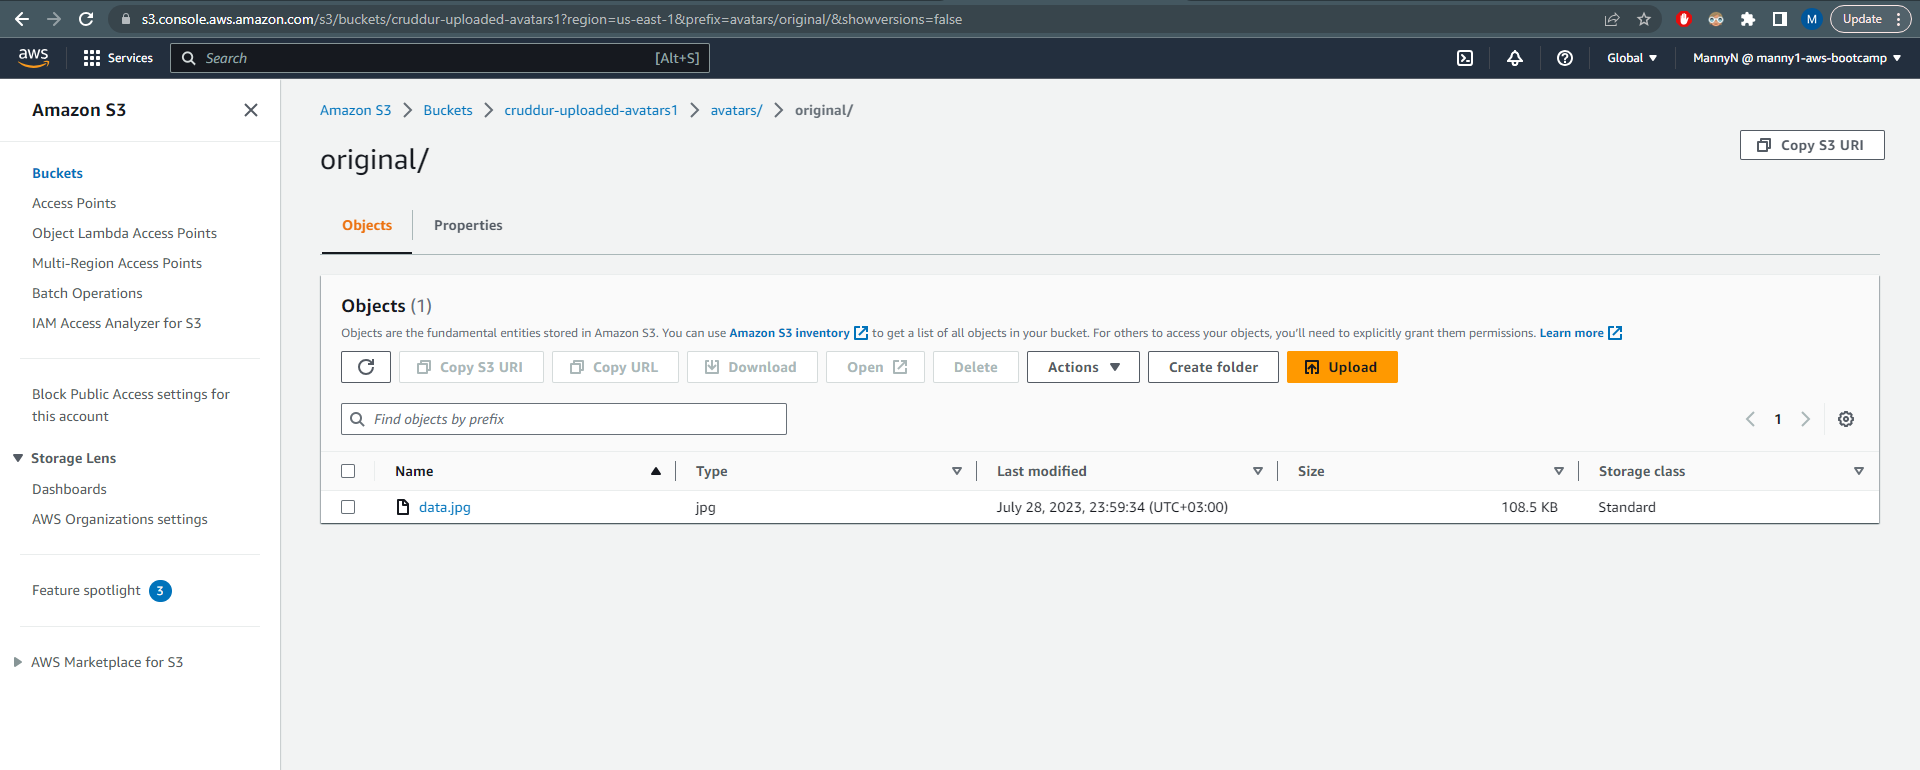 s3.console.aws.amazon.com/s3/buckets/cruddur-uploaded-avatars1?region=us-east-1&prefix=avatars/original/&showversions=false
M
Update
aws
Services
Search
[Alt+S]
Global
MannyN @ manny1-aws-bootcamp
Amazon S3
Buckets
Access Points
Object Lambda Access Points
Multi-Region Access Points
Batch Operations
IAM Access Analyzer for S3
Block Public Access settings for
this account
Storage Lens
Dashboards
AWS Organizations settings
Feature spotlight 3
AWS Marketplace for S3
Amazon S3 > Buckets > cruddur-uploaded-avatars1 > avatars/ > original/
original/
Copy S3 URI
Objects
Properties
Objects (1)
Objects are the fundamental entities stored in Amazon S3. You can use Amazon S3 inventory to get a list of all objects in your bucket. For others to access your objects, you'll need to explicitly grant them permissions. Learn more
Copy S3 URI
Copy URL
Download
Open
Delete
Actions
Create folder
Upload
Find objects by prefix
1
Name Type Last modified Size Storage class
data.jpg jpg July 28, 2023, 23:59:34 (UTC+03:00) 108.5 KB Standard